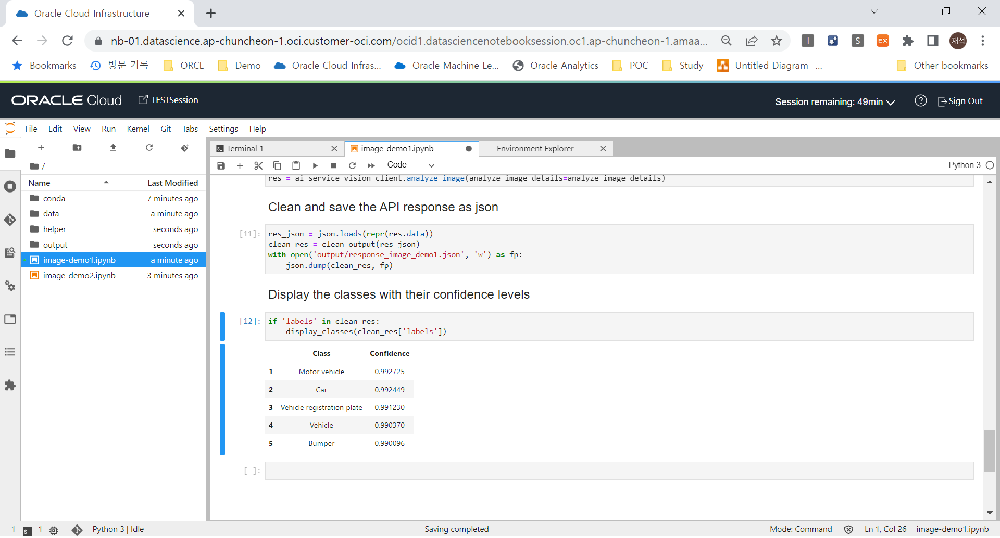 Oracle Cloud Infrastructure
nb-01.datascience.ap-chuncheon-1.oci.customer-oci.com/ocid1.datasciencenotebooksession.oc1.ap-chuncheon-1.amaa...
I
S
EX
재석
Bookmarks
방문 기록
ORCL
Demo
Oracle Cloud Infras...
Oracle Machine Le...
Oracle Analytics
POC
Study
Untitled Diagram -...
Other bookmarks
ORACLE Cloud
TESTSession
Session remaining: 49min
?
Sign Out
File Edit View Run Kernel Git Tabs Settings Help
Terminal 1
image-demo1.ipynb
Environment Explorer
Code
Python 3
/
Name Last Modified
conda 7 minutes ago
data a minute ago
helper seconds ago
output seconds ago
image-demo1.ipynb a minute ago
image-demo2.ipynb 3 minutes ago
res = ai_service_vision_client.analyze_image(analyze_image_details=analyze_image_details)
Clean and save the API response as json
[11]: res_json = json.loads(repr(res.data))
clean_res = clean_output(res_json)
with open('output/response_image_demo1.json', 'w') as fp:
json.dump(clean_res, fp)
Display the classes with their confidence levels
[12]: if 'labels' in clean_res:
display_classes(clean_res['labels'])
Class Confidence
1 Motor vehicle 0.992725
2 Car 0.992449
3 Vehicle registration plate 0.991230
4 Vehicle 0.990370
5 Bumper 0.990096
[ ]:
1 1 Python 3 | Idle
Saving completed
Mode: Command
Ln 1, Col 26
image-demo1.ipynb